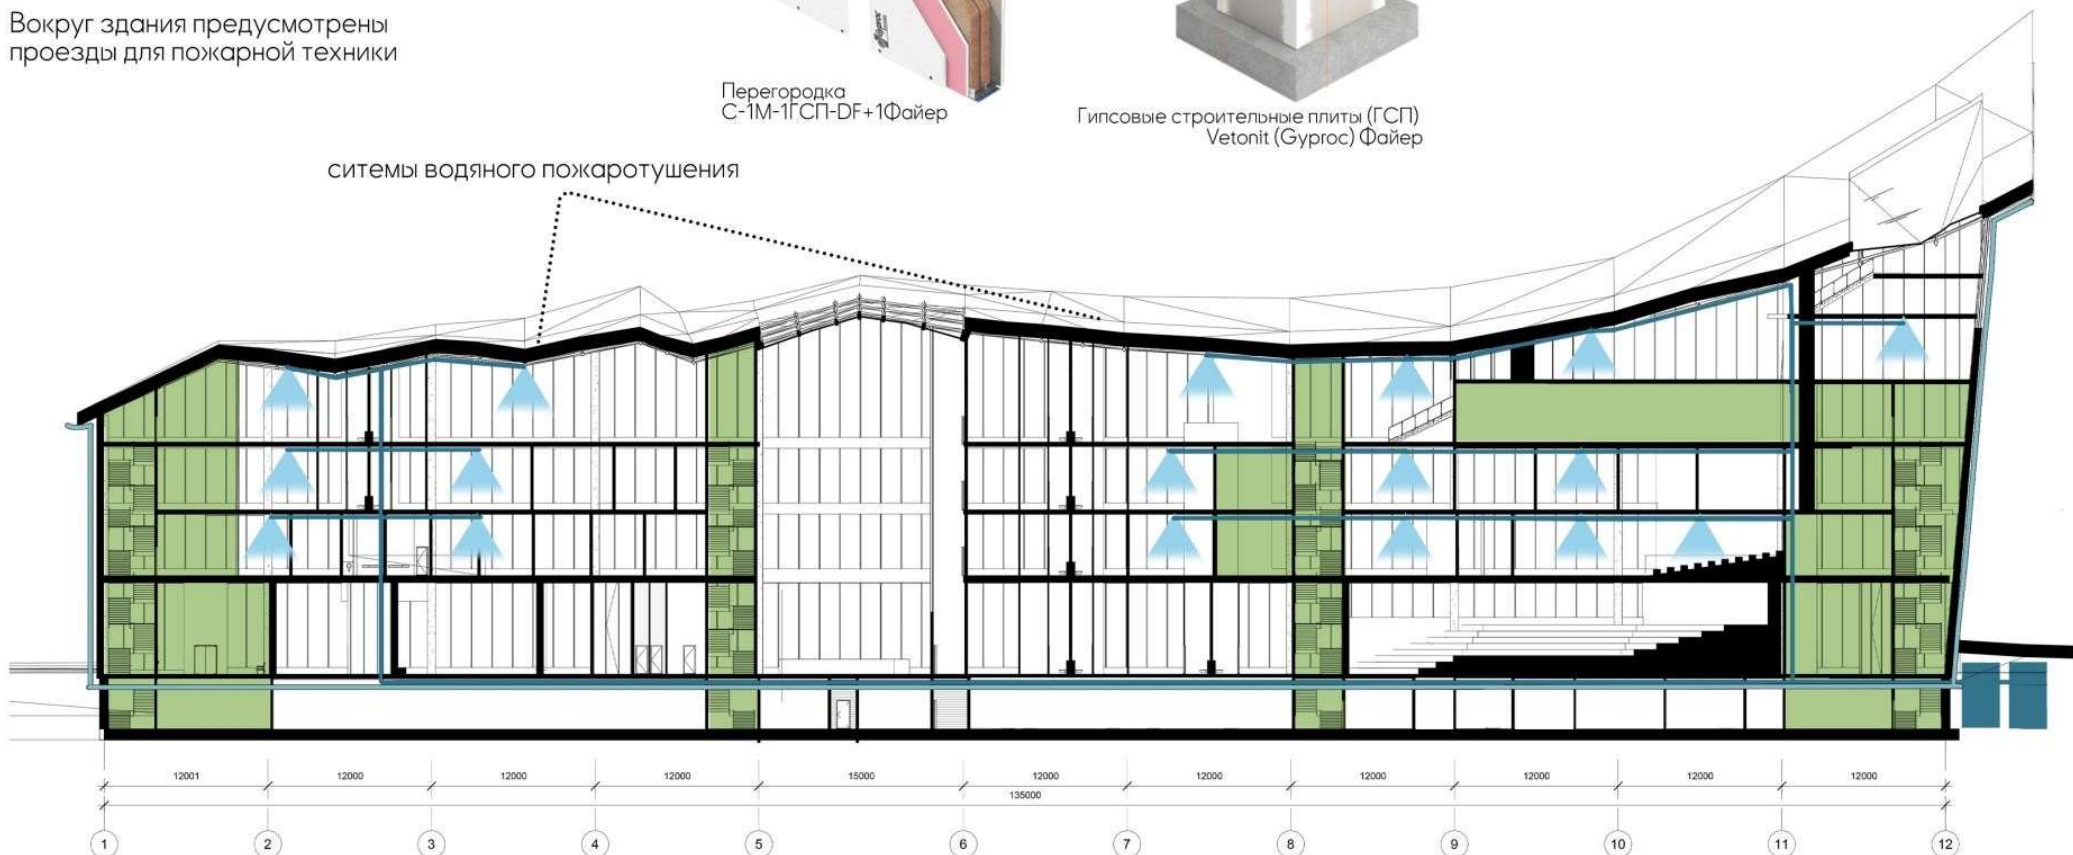 Вокруг здания предусмотрены
проезды для пожарной техники
Gyproc
Перегородка
С-1М-1ГСП-DF+1Файер
Гипсовые строительные плиты (ГСП)
Vetonit (Gyproc) Файер
ситемы водяного пожаротушения
12001 12000 12000 12000 15000 12000 12000 12000 12000 12000 12000
135000
1 2 3 4 5 6 7 8 9 10 11 12